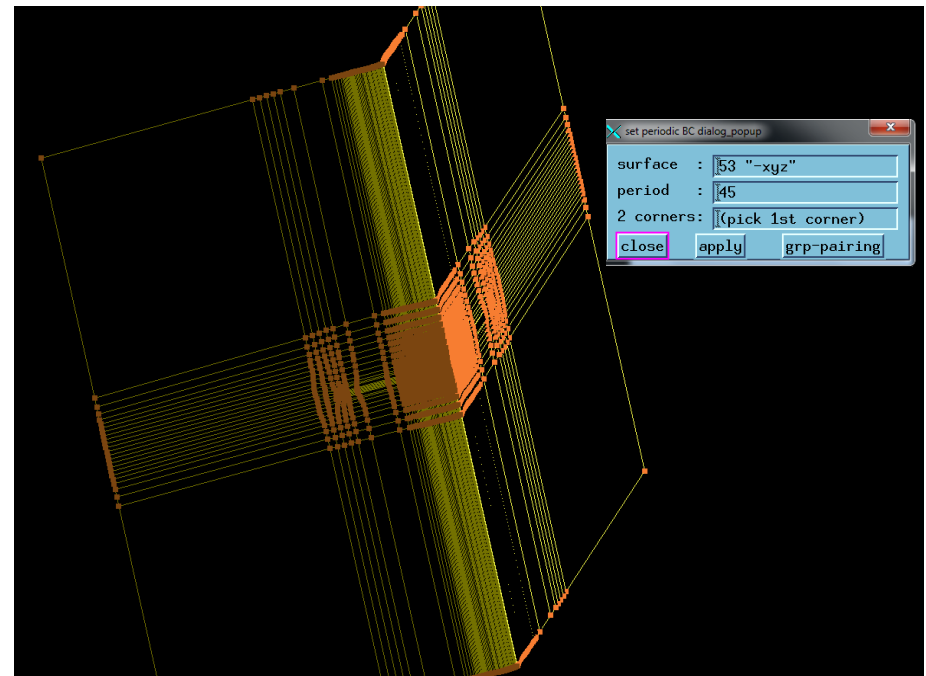 set periodic BC dialog_popup
surface : 53 "-xyz"
period : 45
2 corners: (pick 1st corner)
close apply grp-pairing